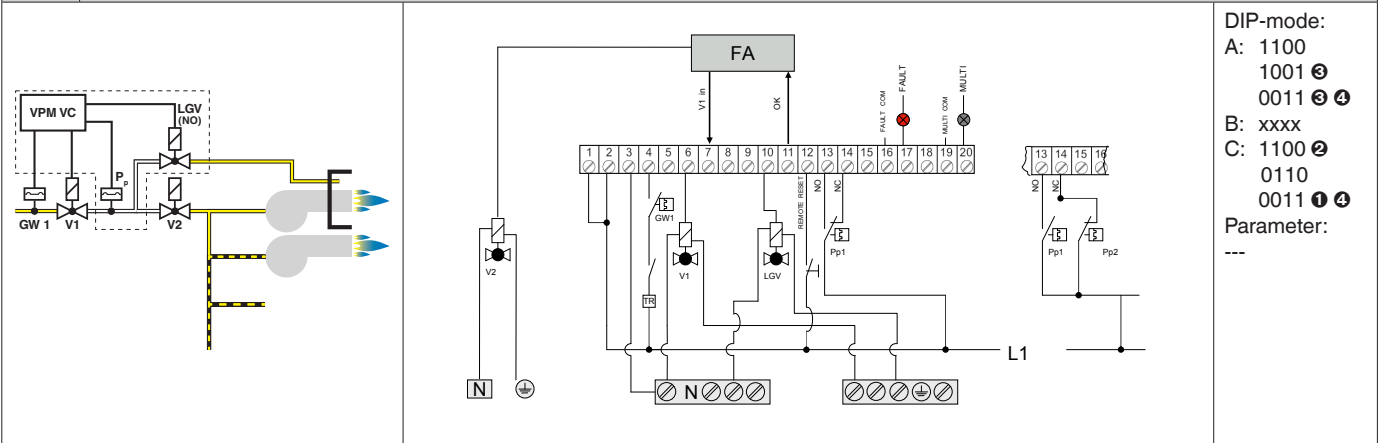 VPM VC
LGV
(NO)
Pp
GW 1
V1
V2
FA
V1 in
OK
FAULT COM
FAULT
MULTI COM
MULTI
1 2 3 4 5 6 7 8 9 10 11 12 13 14 15 16 17 18 19 20
REMOTE RESET
NO
NC
GW1
TR
V1
LGV
Pp1
V2
N
N
L1
13 14 15 16
NO
NC
Pp1
Pp2
DIP-mode:
A: 1100
1001 ❸
0011 ❸ ❹
B: xxxx
C: 1100 ❷
0110
0011 ❶ ❹
Parameter:
---